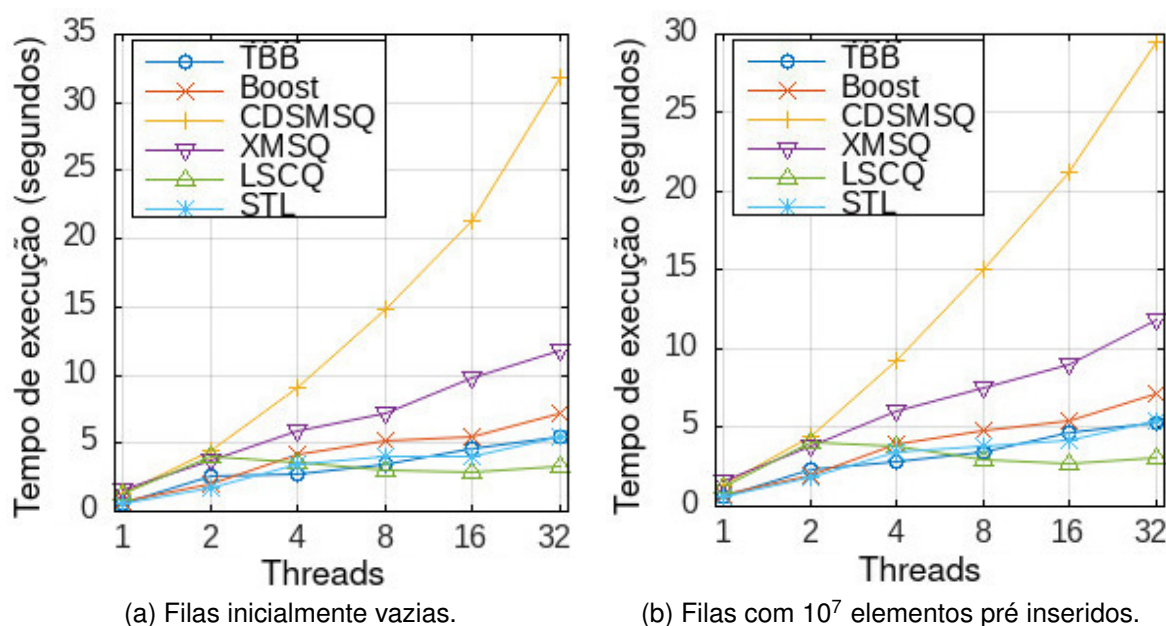 Tempo de execução (segundos)
35
30
25
20
15
10
5
0
TBB
Boost
CDSMSQ
XMSQ
LSCQ
STL
1 2 4 8 16 32
Threads
(a) Filas inicialmente vazias.
Tempo de execução (segundos)
30
25
20
15
10
5
0
TBB
Boost
CDSMSQ
XMSQ
LSCQ
STL
1 2 4 8 16 32
Threads
(b) Filas com 10⁷ elementos pré inseridos.